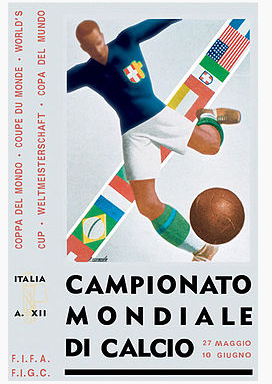 COPPA DEL MONDO • COUPE DU MONDE • WORLD'S
CUP • WELTMEISTERSCHAFT • COPA DEL MUNDO
ITALIA
A. XII
CAMPIONATO
MONDIALE
DI CALCIO
27 MAGGIO
10 GIUGNO
F.I.F.A.
F.I.G.C.